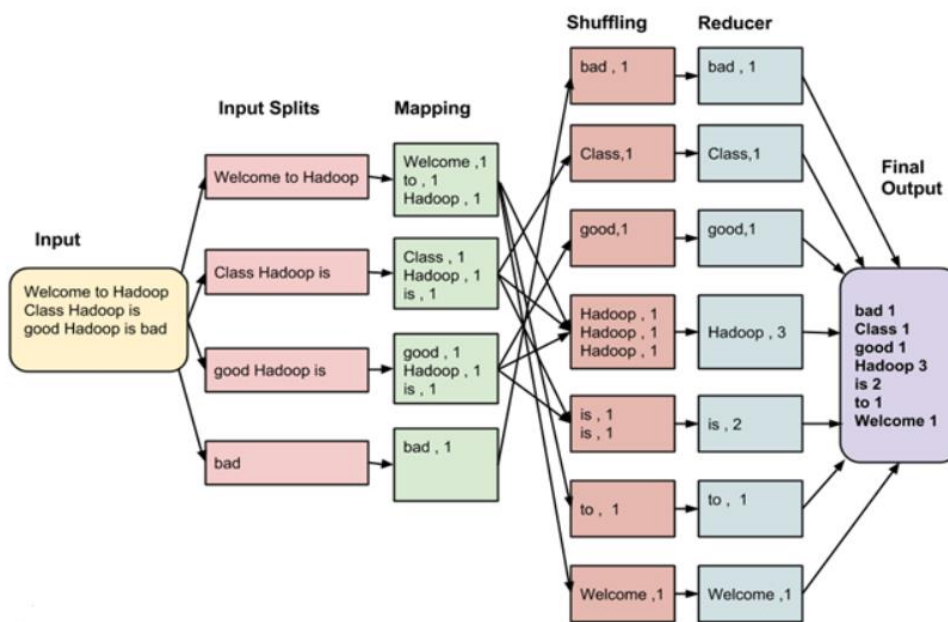 Input
Welcome to Hadoop
Class Hadoop is
good Hadoop is bad
Input Splits
Welcome to Hadoop
Class Hadoop is
good Hadoop is
bad
Mapping
Welcome ,1
to , 1
Hadoop , 1
Class , 1
Hadoop , 1
is , 1
good , 1
Hadoop , 1
is , 1
bad , 1
Shuffling
bad , 1
Class,1
good,1
Hadoop , 1
Hadoop , 1
Hadoop , 1
is , 1
is , 1
to , 1
Welcome ,1
Reducer
bad , 1
Class,1
good,1
Hadoop , 3
is , 2
to , 1
Welcome ,1
Final
Output
bad 1
Class 1
good 1
Hadoop 3
is 2
to 1
Welcome 1